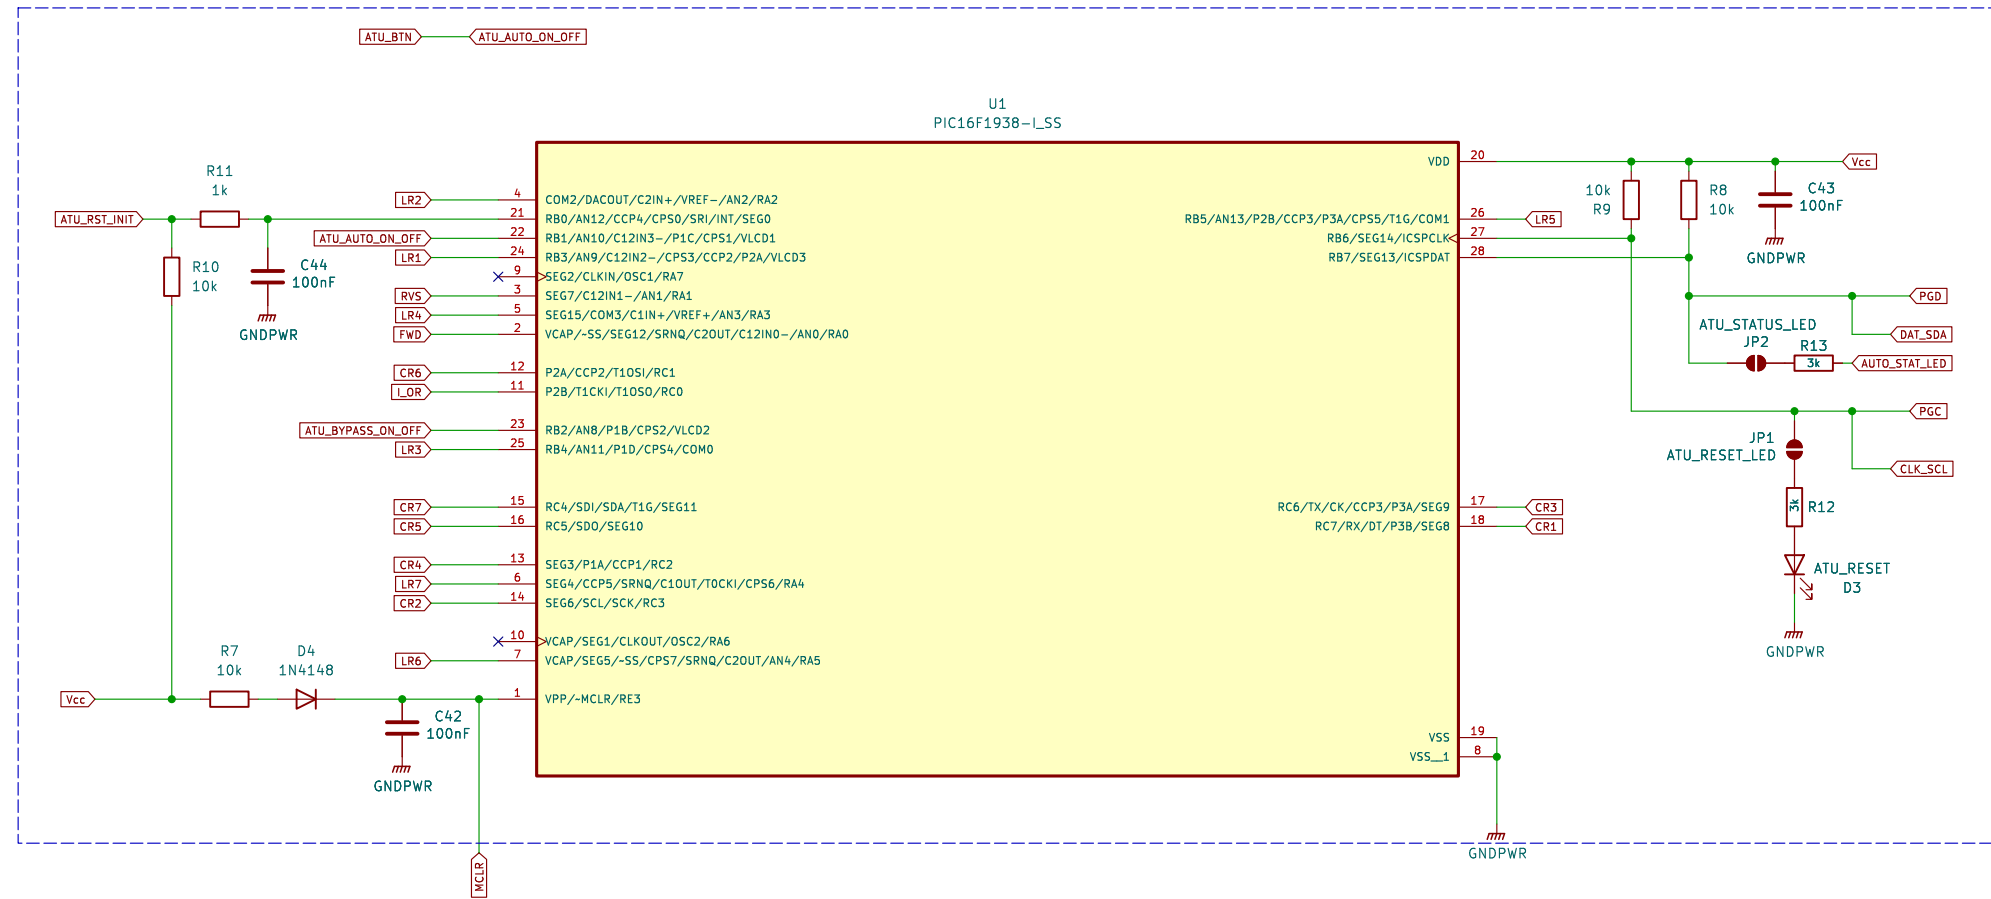 ATU_BTN
ATU_AUTO_ON_OFF
U1
PIC16F1938-I_SS
R11
1k
ATU_RST_INIT
R10
10k
C44
100nF
GNDPWR
LR2
4
COM2/DACOUT/C2IN+/VREF-/AN2/RA2
21
RB0/AN12/CCP4/CPS0/SRI/INT/SEG0
ATU_AUTO_ON_OFF
22
RB1/AN10/C12IN3-/P1C/CPS1/VLCD1
LR1
24
RB3/AN9/C12IN2-/CPS3/CCP2/P2A/VLCD3
9
SEG2/CLKIN/OSC1/RA7
RVS
3
SEG7/C12IN1-/AN1/RA1
LR4
5
SEG15/COM3/C1IN+/VREF+/AN3/RA3
FWD
2
VCAP/~SS/SEG12/SRNQ/C2OUT/C12IN0-/AN0/RA0
CR6
12
P2A/CCP2/T1OSI/RC1
I_OR
11
P2B/T1CKI/T1OSO/RC0
ATU_BYPASS_ON_OFF
23
RB2/AN8/P1B/CPS2/VLCD2
LR3
25
RB4/AN11/P1D/CPS4/COM0
CR7
15
RC4/SDI/SDA/T1G/SEG11
CR5
16
RC5/SDO/SEG10
CR4
13
SEG3/P1A/CCP1/RC2
LR7
6
SEG4/CCP5/SRNQ/C1OUT/T0CKI/CPS6/RA4
CR2
14
SEG6/SCL/SCK/RC3
10
VCAP/SEG1/CLKOUT/OSC2/RA6
LR6
7
VCAP/SEG5/~SS/CPS7/SRNQ/C2OUT/AN4/RA5
1
VPP/~MCLR/RE3
Vcc
R7
10k
D4
1N4148
C42
100nF
GNDPWR
MCLR
VDD
20
Vcc
10k
R9
R8
10k
C43
100nF
GNDPWR
RB5/AN13/P2B/CCP3/P3A/CPS5/T1G/COM1
26
LR5
RB6/SEG14/ICSPCLK
27
RB7/SEG13/ICSPDAT
28
PGD
ATU_STATUS_LED
JP2
DAT_SDA
R13
3k
AUTO_STAT_LED
PGC
JP1
ATU_RESET_LED
CLK_SCL
RC6/TX/CK/CCP3/P3A/SEG9
17
CR3
3k
R12
RC7/RX/DT/P3B/SEG8
18
CR1
ATU_RESET
D3
GNDPWR
VSS
19
VSS__1
8
GNDPWR